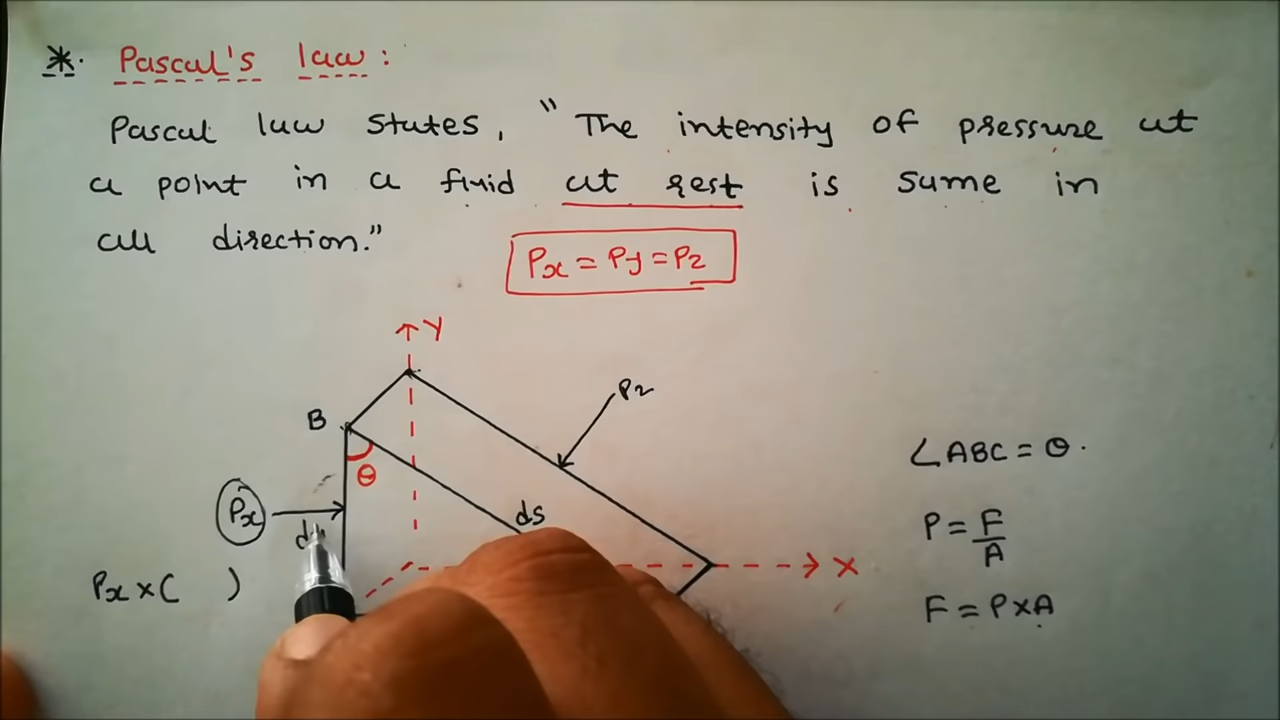 * Pascal's law :
Pascal law states, "The intensity of pressure at
a point in a fluid at rest is same in
all direction."
Px = Py = Pz
Y
B
Pz
θ
∠ABC = θ.
Px
ds
P = F/A
X
Px × ( )
F = P×A